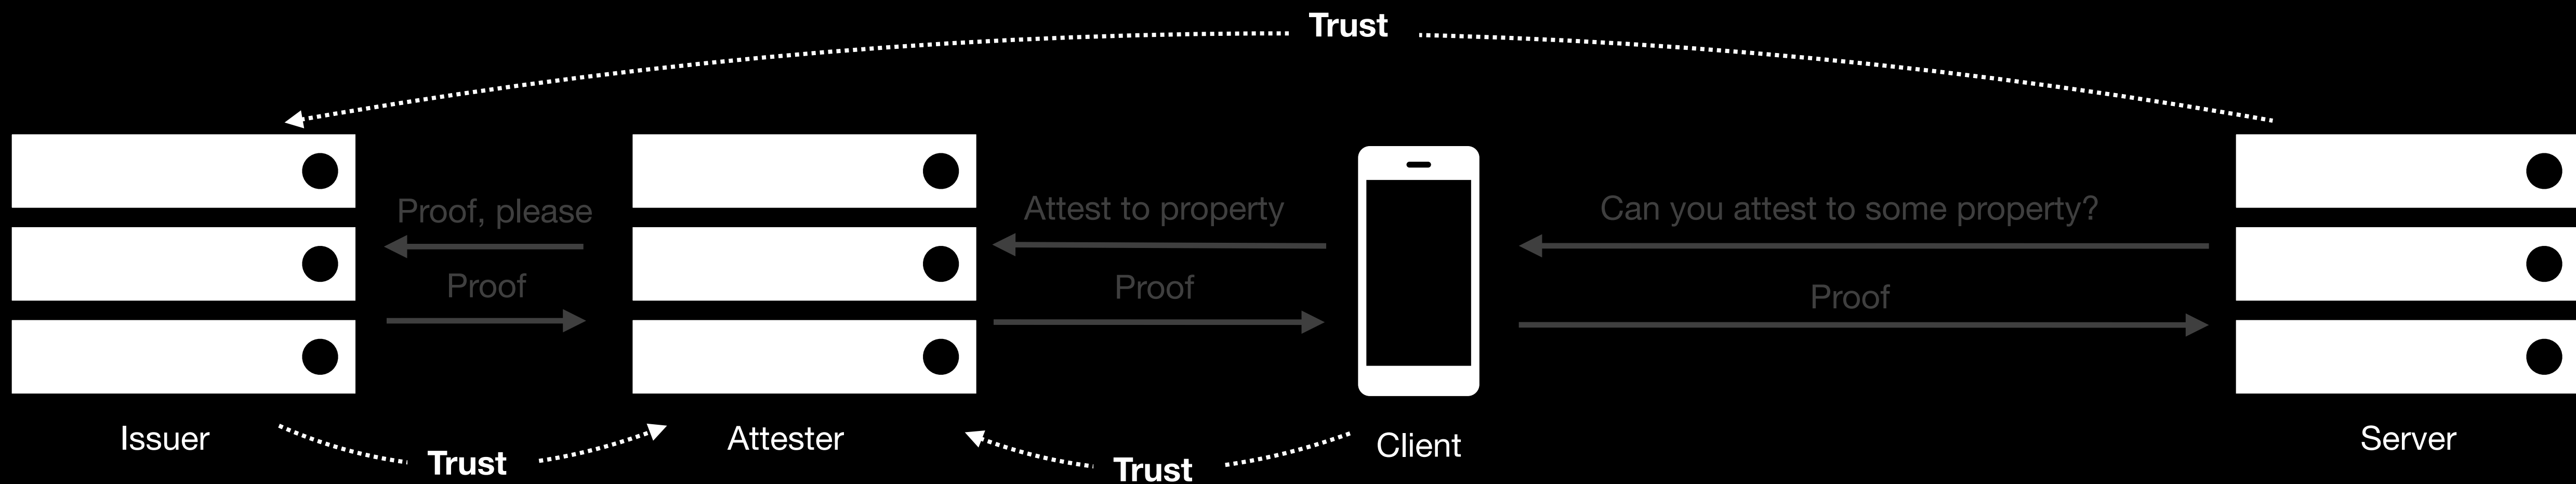 Trust
Proof, please
Attest to property
Can you attest to some property?
Proof
Proof
Proof
Issuer
Trust
Attester
Trust
Client
Server